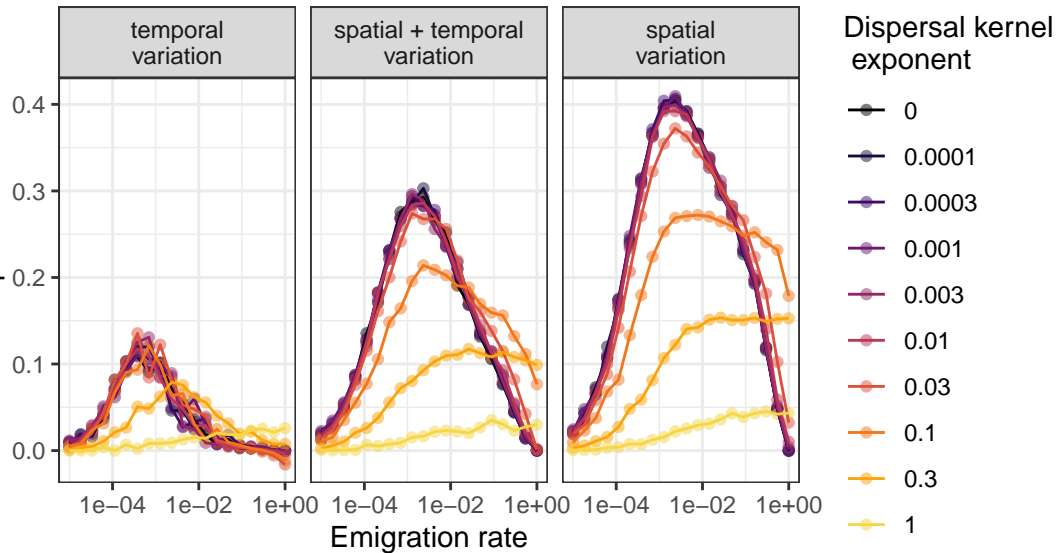 temporal
variation
spatial + temporal
variation
spatial
variation
0.4
0.3
0.2
0.1
0.0
1e−04
1e−02
1e+00
1e−04
1e−02
1e+00
1e−04
1e−02
1e+00
Emigration rate
Dispersal kernel
exponent
0
0.0001
0.0003
0.001
0.003
0.01
0.03
0.1
0.3
1